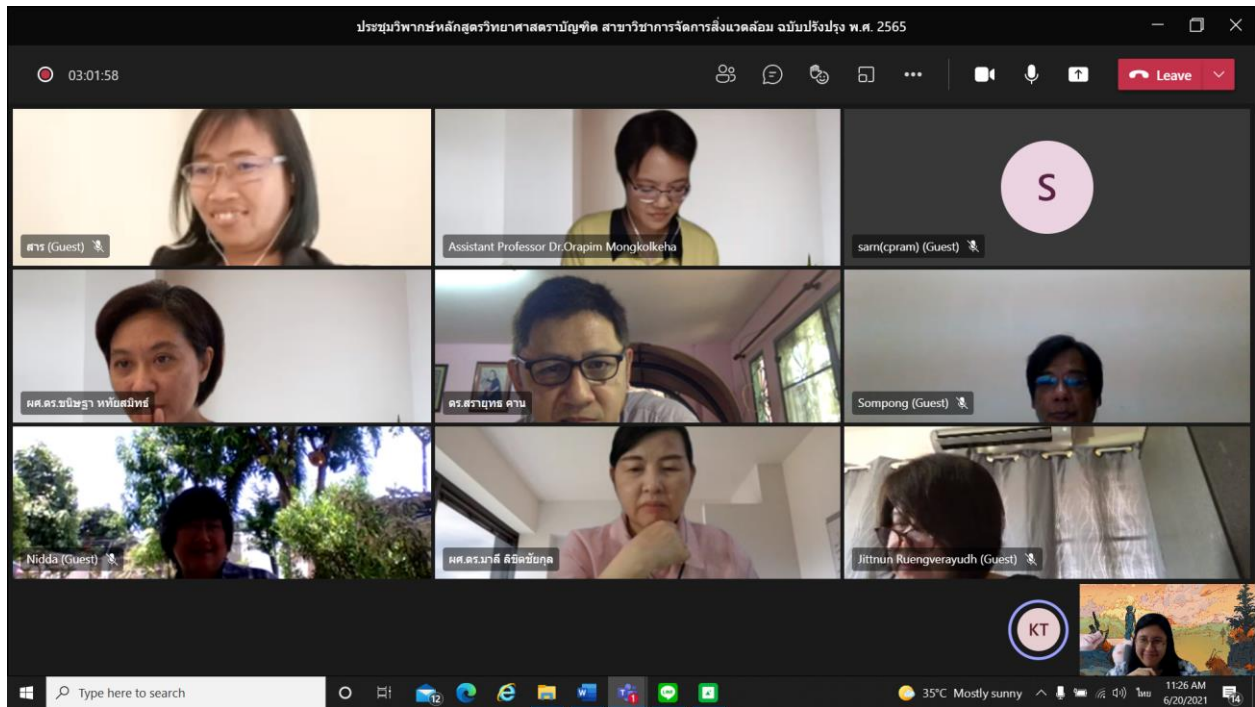 ประชุมวิพากษ์หลักสูตรวิทยาศาสตราบัญฑิต สาขาวิชาการจัดการสิ่งแวดล้อม ฉบับปรังปรุง พ.ศ. 2565
03:01:58
Leave
สาร (Guest)
Assistant Professor Dr.Orapim Mongkolkeha
S
sarn(cpram) (Guest)
ผศ.ดร.ขนิษฐา หทัยสมิทธ์
ดร.สรายุทธ คาน
Sompong (Guest)
Nidda (Guest)
ผศ.ดร.มาลี ลิขิตชัยกุล
Jittnun Ruengverayudh (Guest)
KT
Type here to search
12
35°C Mostly sunny
ไทย
11:26 AM
6/20/2021
14